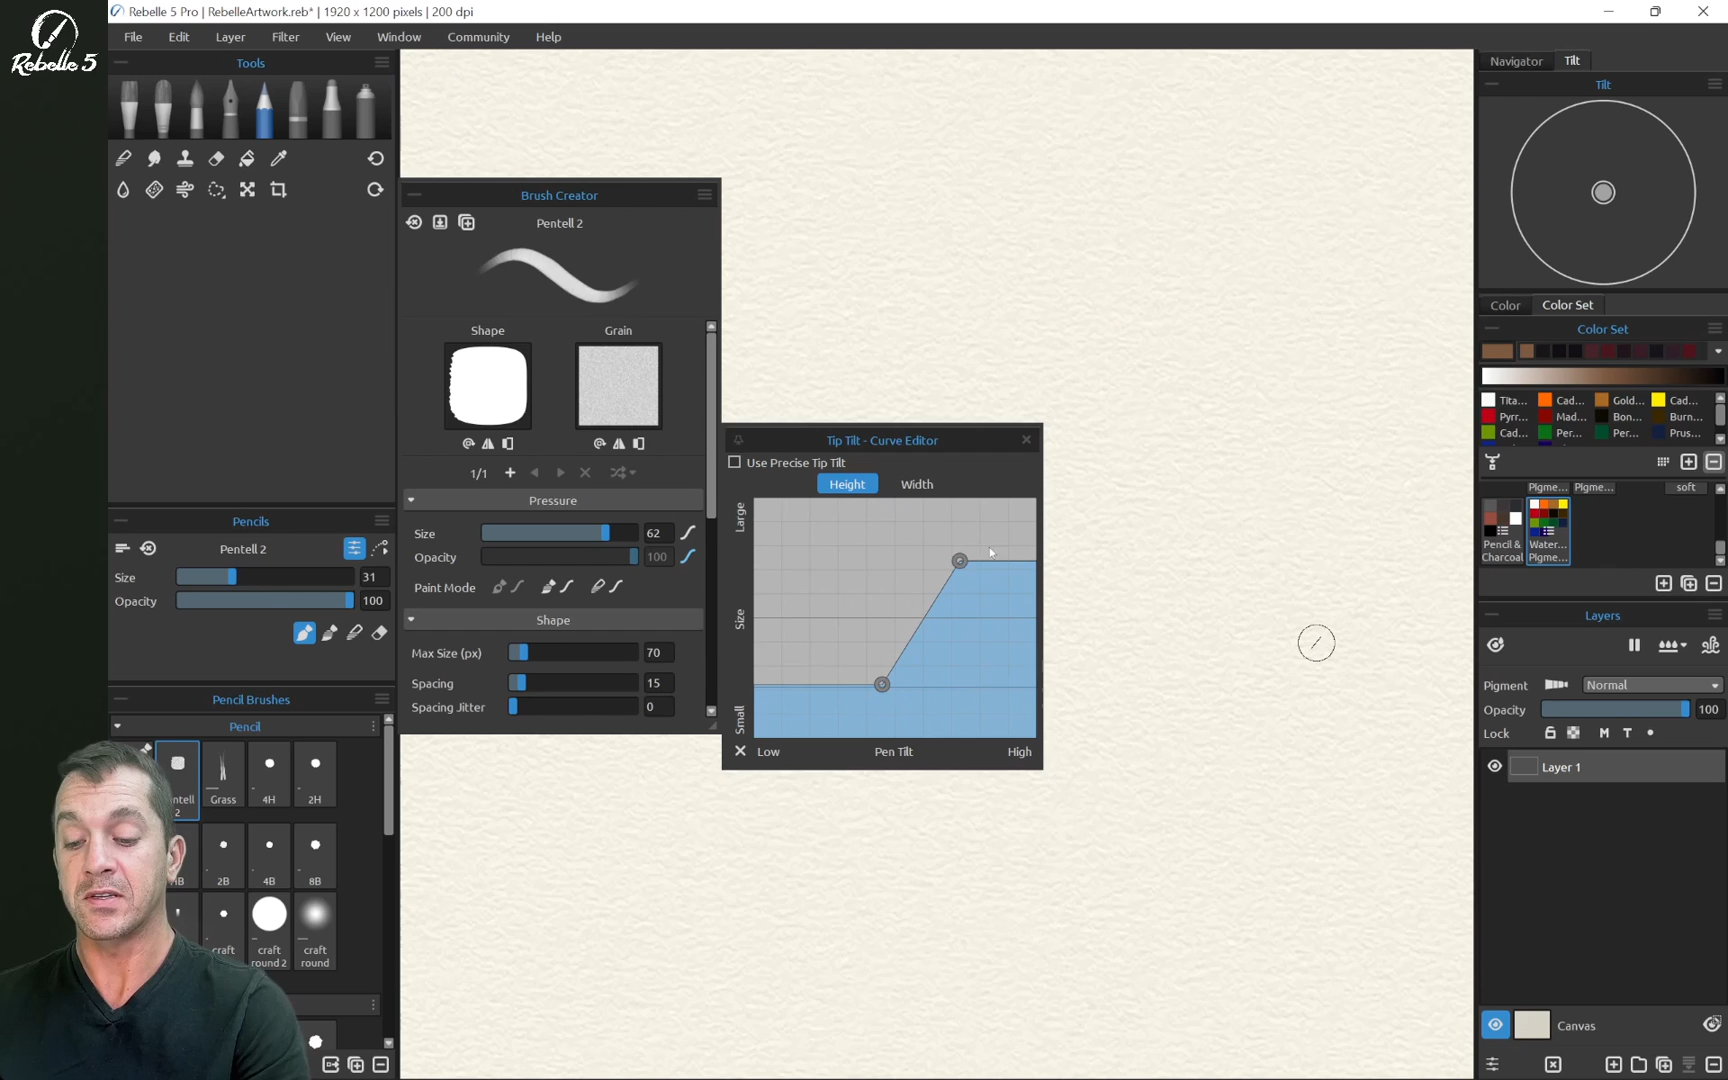 Rebelle 5
Rebelle 5 Pro | RebelleArtwork.reb* | 1920 x 1200 pixels | 200 dpi
File Edit Layer Filter View Window Community Help
Tools
Brush Creator
Pentell 2
Shape Grain
1/1
Pressure
Size 62
Opacity 100
Paint Mode
Shape
Max Size (px) 70
Spacing 15
Spacing Jitter 0
Pencils
Pentell 2
Size 31
Opacity 100
Pencil Brushes
Pencil
Grass 4H 2H
2
2B 4B 8B
craft
round 2
craft
round
Tip Tilt - Curve Editor
Use Precise Tip Tilt
Height Width
Large
Size
Small
Low Pen Tilt High
Navigator Tilt
Tilt
Color Color Set
Color Set
Tita... Cad... Gold... Cad...
Pyrr... Mad... Bon... Burn...
Cad... Per... Per... Prus...
Pigme... Pigme... soft
Pencil &
Charcoal
Water...
Pigme...
Layers
Pigment Normal
Opacity 100
Lock M T
Layer 1
Canvas